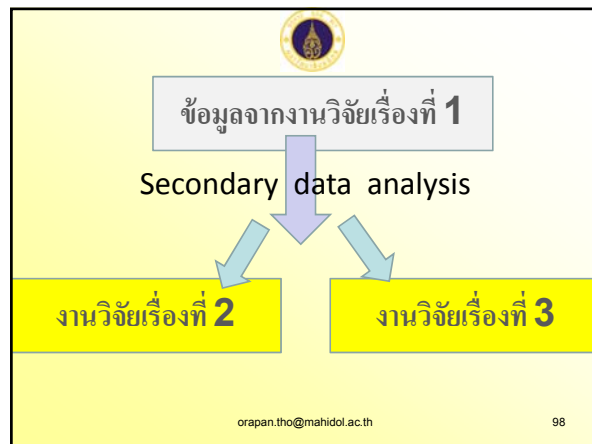 ข้อมูลจากงานวิจัยเรื่องที่ 1
Secondary data analysis
งานวิจัยเรื่องที่ 2
งานวิจัยเรื่องที่ 3
orapan.tho@mahidol.ac.th
98